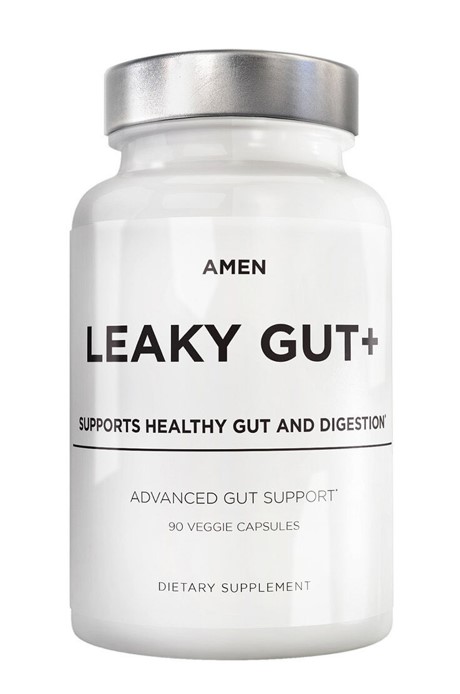 AMEN
LEAKY GUT+
SUPPORTS HEALTHY GUT AND DIGESTION*
ADVANCED GUT SUPPORT*
90 VEGGIE CAPSULES
DIETARY SUPPLEMENT